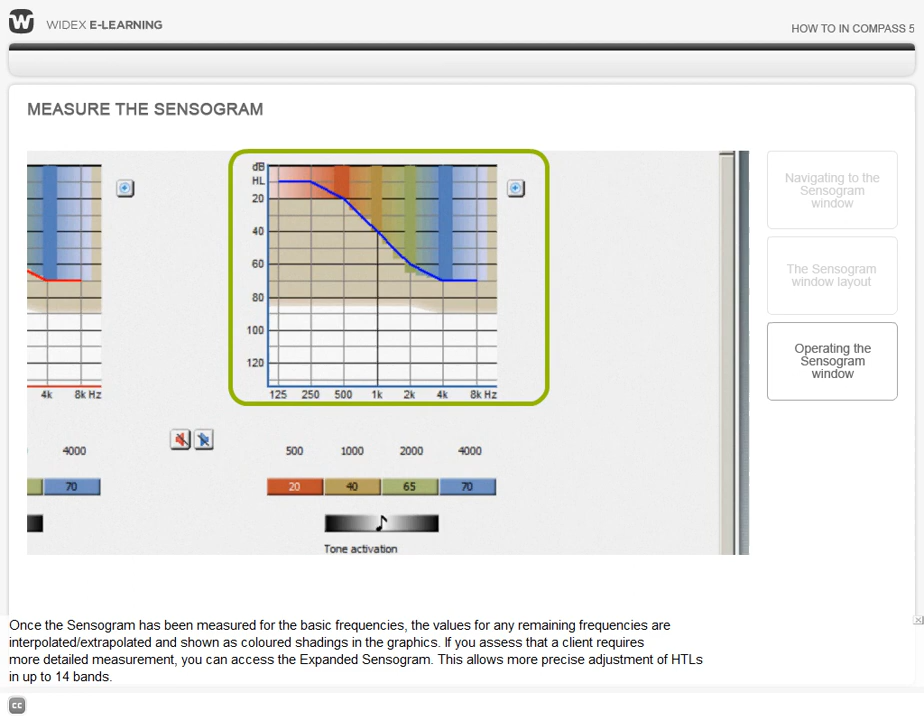 W WIDEX E-LEARNING
HOW TO IN COMPASS 5
MEASURE THE SENSOGRAM
dB
HL
20
40
60
80
100
120
4k 8k Hz
125 250 500 1k 2k 4k 8k Hz
4000
500 1000 2000 4000
70
20 40 65 70
Tone activation
Navigating to the
Sensogram
window
The Sensogram
window layout
Operating the
Sensogram
window
Once the Sensogram has been measured for the basic frequencies, the values for any remaining frequencies are
interpolated/extrapolated and shown as coloured shadings in the graphics. If you assess that a client requires
more detailed measurement, you can access the Expanded Sensogram. This allows more precise adjustment of HTLs
in up to 14 bands.
cc